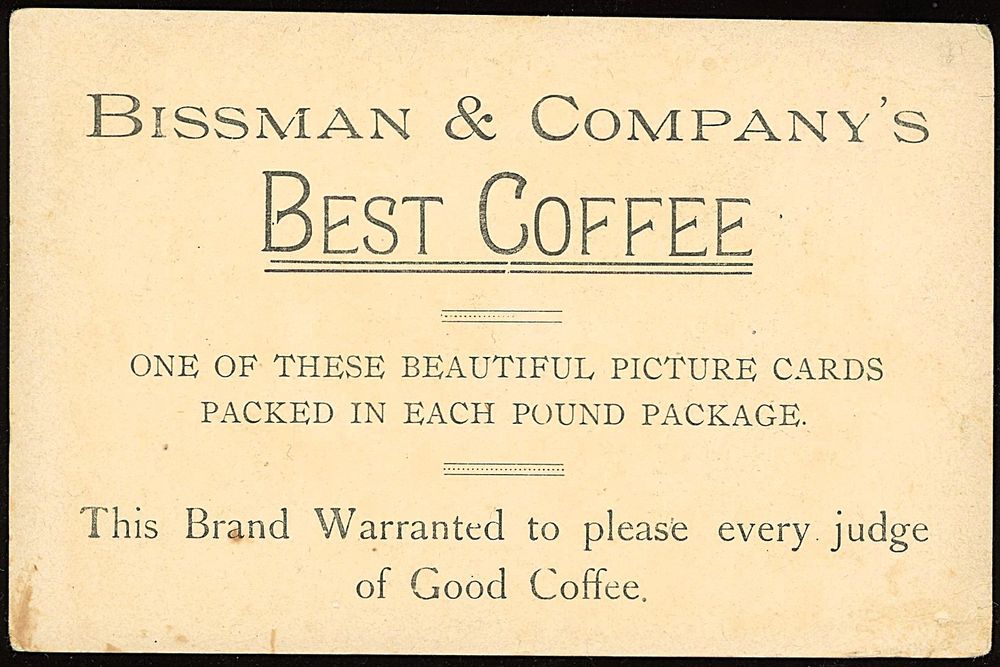 BISSMAN & COMPANY'S
BEST COFFEE
ONE OF THESE BEAUTIFUL PICTURE CARDS
PACKED IN EACH POUND PACKAGE.
This Brand Warranted to please every judge
of Good Coffee.